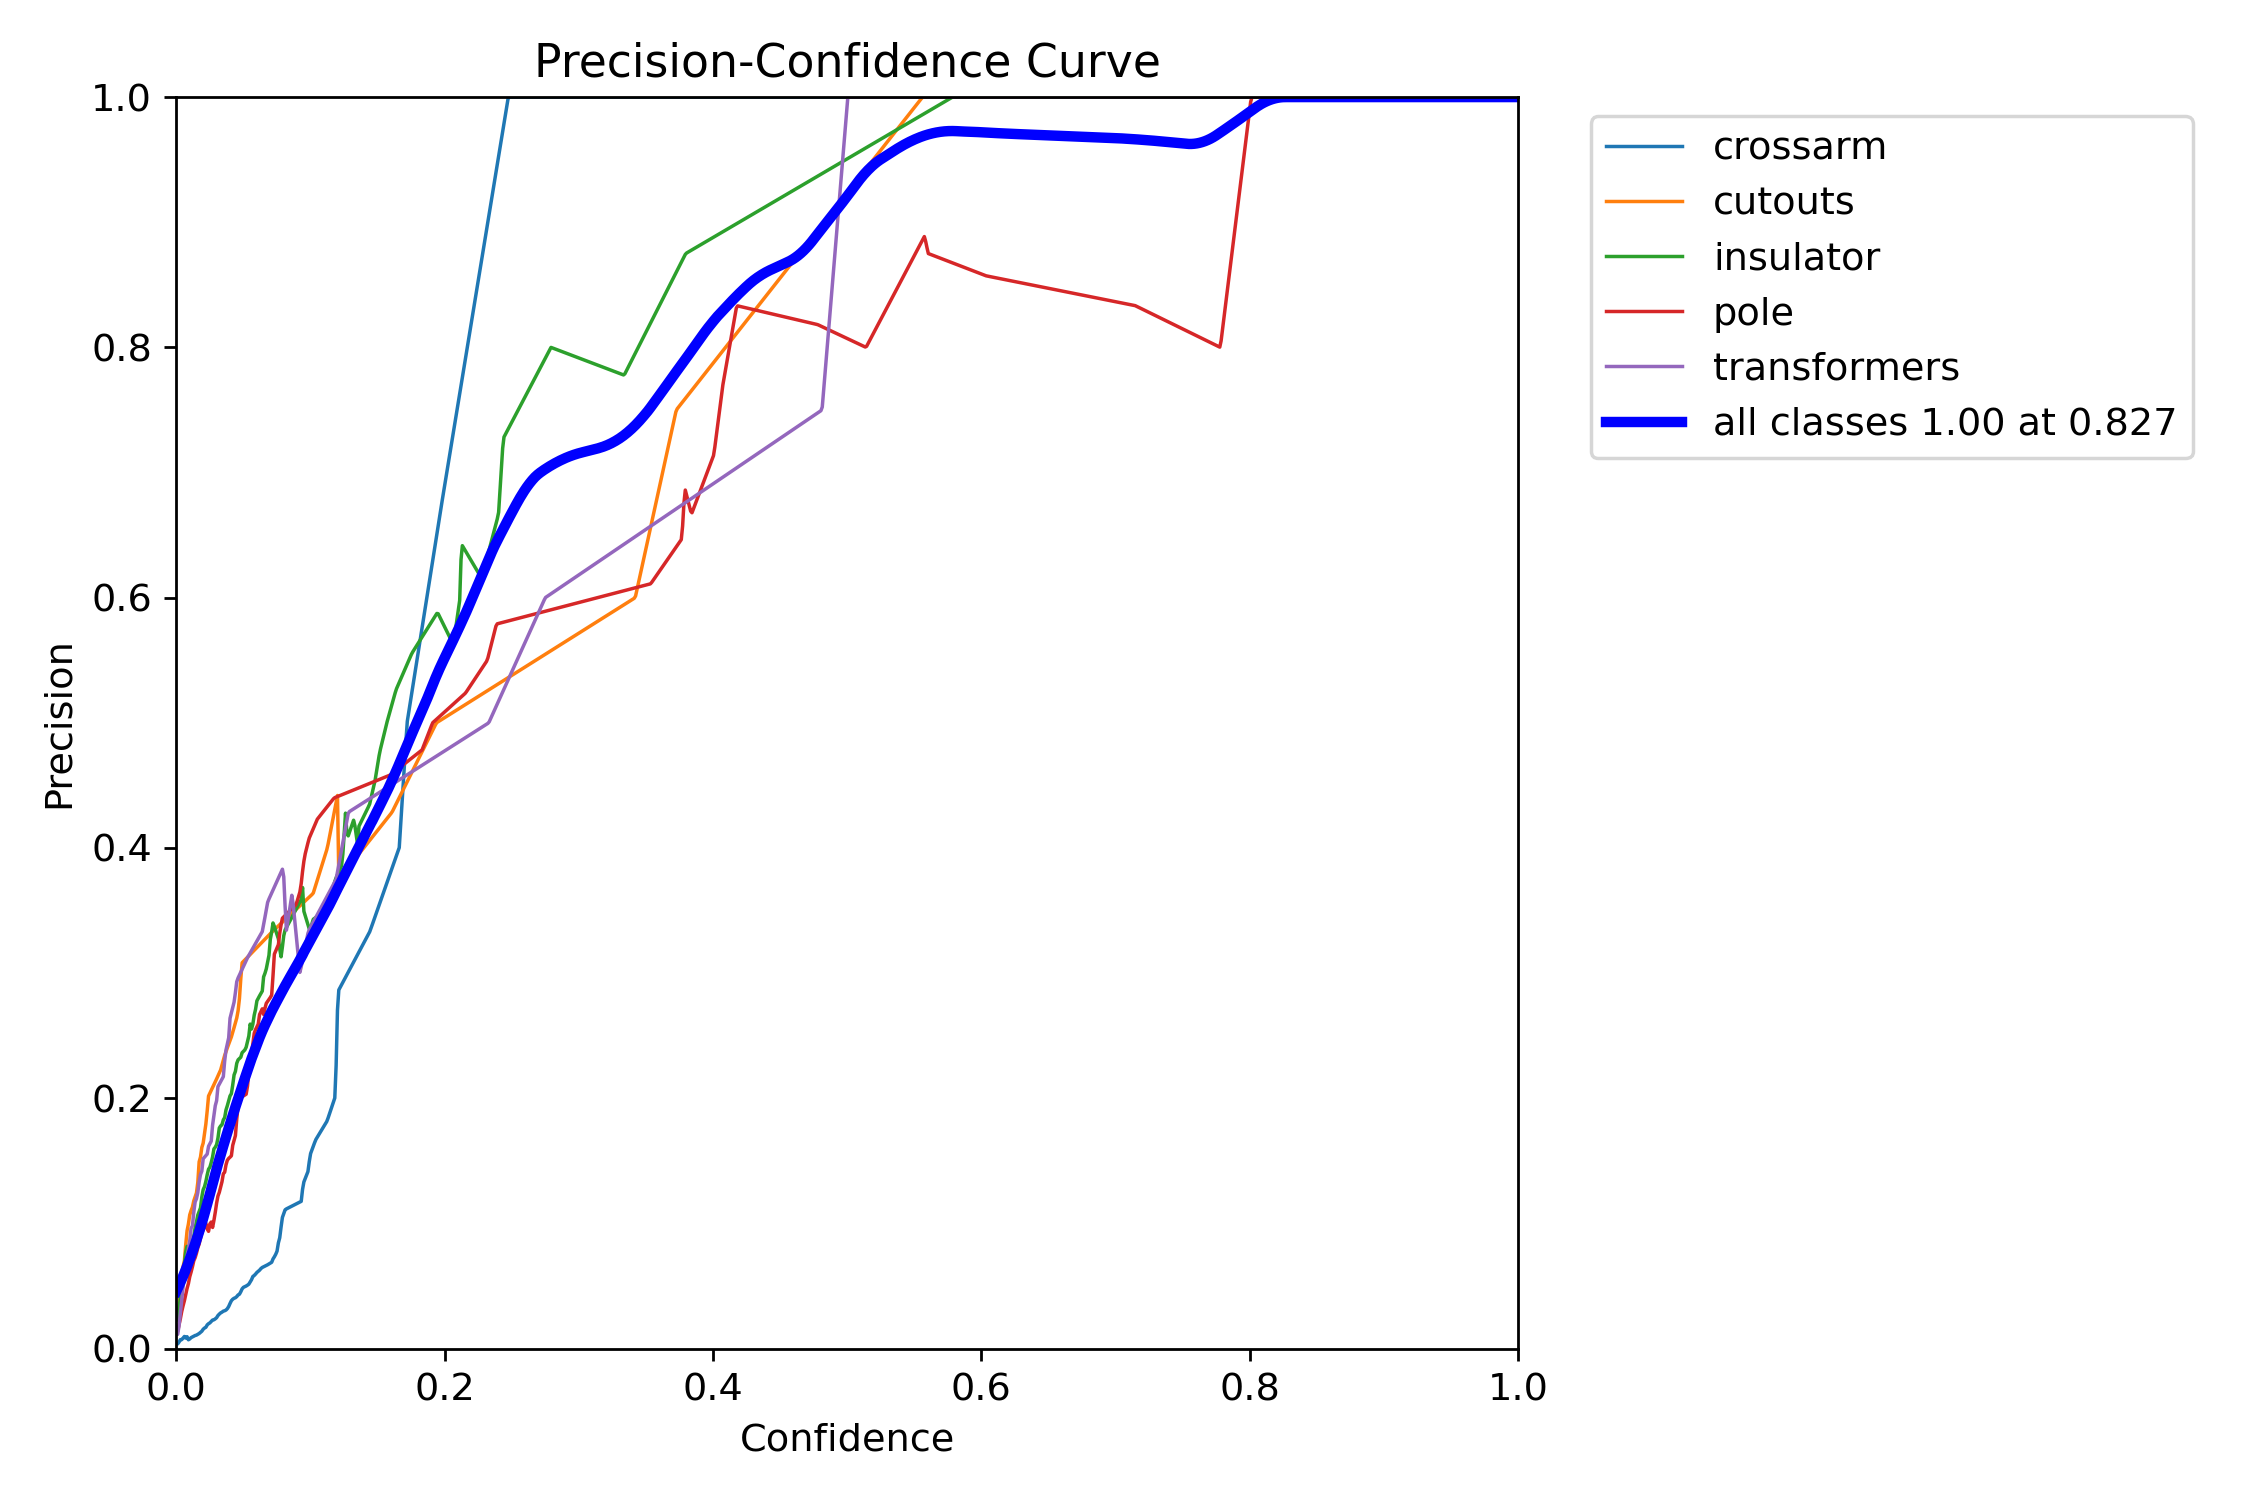 Precision-Confidence Curve
1.0
0.8
0.6
0.4
0.2
0.0
Precision
0.0 0.2 0.4 0.6 0.8 1.0
Confidence
crossarm
cutouts
insulator
pole
transformers
all classes 1.00 at 0.827